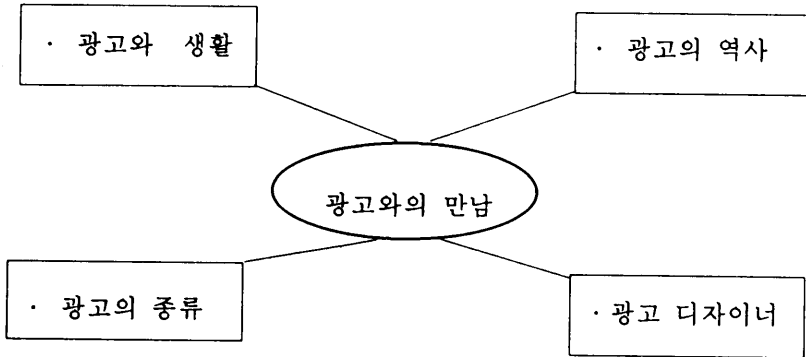 · 광고와 생활
· 광고의 역사
광고와의 만남
· 광고의 종류
· 광고 디자이너